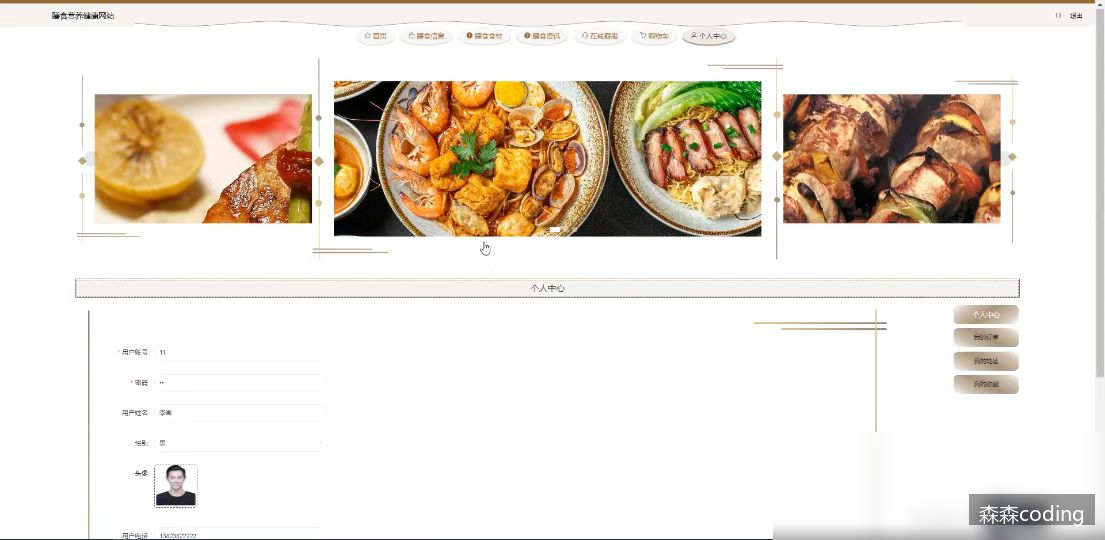 膳食营养健康网站
11 退出
首页 膳食信息 膳食食材 膳食资讯 在线客服 购物车 个人中心
个人中心
个人中心
我的订单
我的地址
我的收藏
*用户账号 11
*密码 ••
用户姓名
性别 男
头像
用户电话 13823822222
森森coding